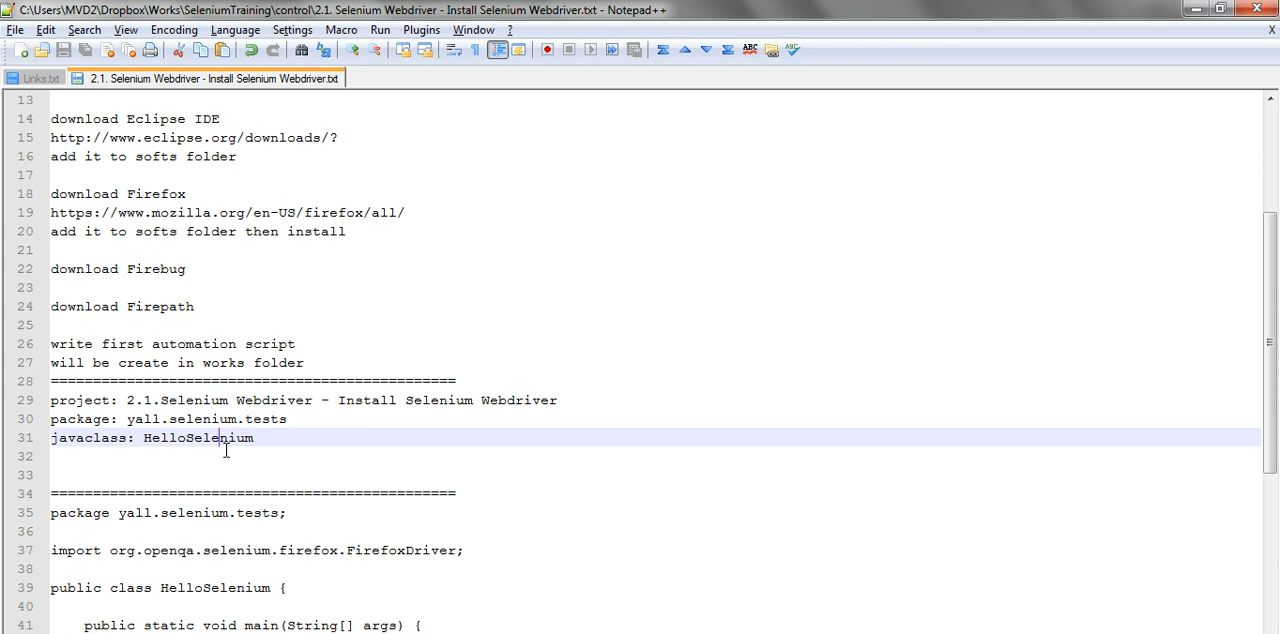 C:\Users\MVD2\Dropbox\Works\SeleniumTraining\control\2.1. Selenium Webdriver - Install Selenium Webdriver.txt - Notepad++
File Edit Search View Encoding Language Settings Macro Run Plugins Window ? X
Links.txt 2.1. Selenium Webdriver - Install Selenium Webdriver.txt
13
14 download Eclipse IDE
15 http://www.eclipse.org/downloads/?
16 add it to softs folder
17
18 download Firefox
19 https://www.mozilla.org/en-US/firefox/all/
20 add it to softs folder then install
21
22 download Firebug
23
24 download Firepath
25
26 write first automation script
27 will be create in works folder
28 ================================================
29 project: 2.1.Selenium Webdriver - Install Selenium Webdriver
30 package: yall.selenium.tests
31 javaclass: HelloSelenium
32
33
34 ================================================
35 package yall.selenium.tests;
36
37 import org.openqa.selenium.firefox.FirefoxDriver;
38
39 public class HelloSelenium {
40
41 public static void main(String[] args) {